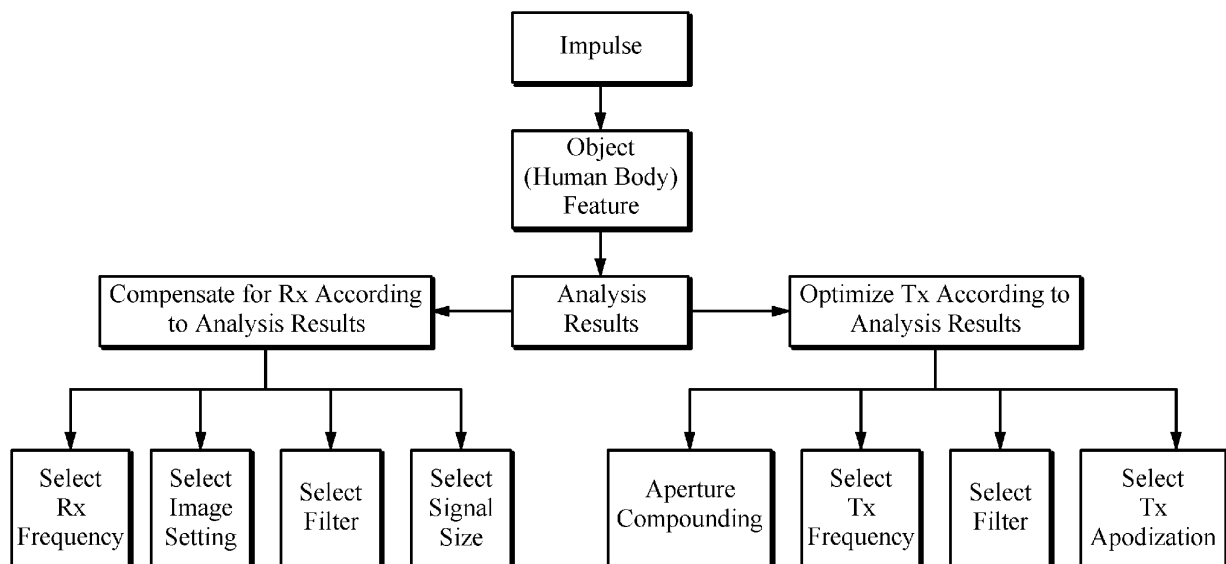 Impulse
Object
(Human Body)
Feature
Compensate for Rx According
to Analysis Results
Analysis
Results
Optimize Tx According to
Analysis Results
Select
Rx
Frequency
Select
Image
Setting
Select
Filter
Select
Signal
Size
Aperture
Compounding
Select
Tx
Frequency
Select
Filter
Select
Tx
Apodization